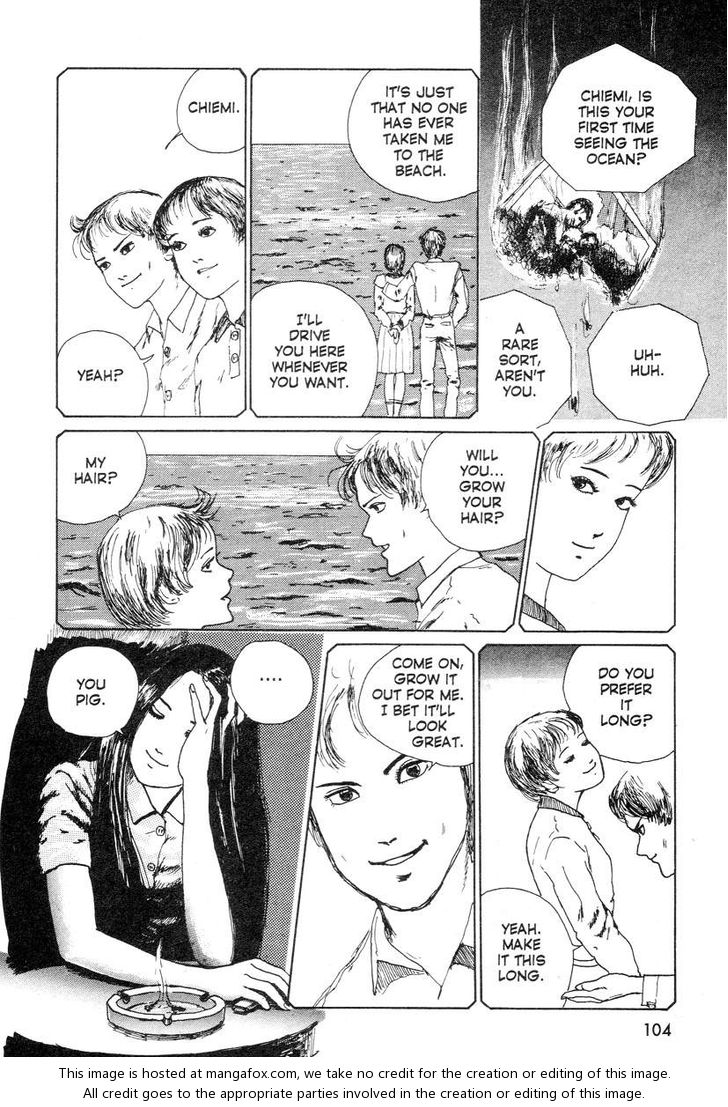 CHIEMI, IS
THIS YOUR
FIRST TIME
SEEING THE
OCEAN?
UH-
HUH.
A
RARE
SORT,
AREN'T
YOU.
IT'S JUST
THAT NO ONE
HAS EVER
TAKEN ME
TO THE
BEACH.
I'LL
DRIVE
YOU HERE
WHENEVER
YOU WANT.
CHIEMI.
YEAH?
WILL
YOU...
GROW
YOUR
HAIR?
MY
HAIR?
DO YOU
PREFER
IT
LONG?
YEAH.
MAKE
IT THIS
LONG.
COME ON,
GROW IT
OUT FOR ME.
I BET IT'LL
LOOK
GREAT.
....
YOU
PIG.
104
This image is hosted at mangafox.com, we take no credit for the creation or editing of this image.
All credit goes to the appropriate parties involved in the creation or editing of this image.